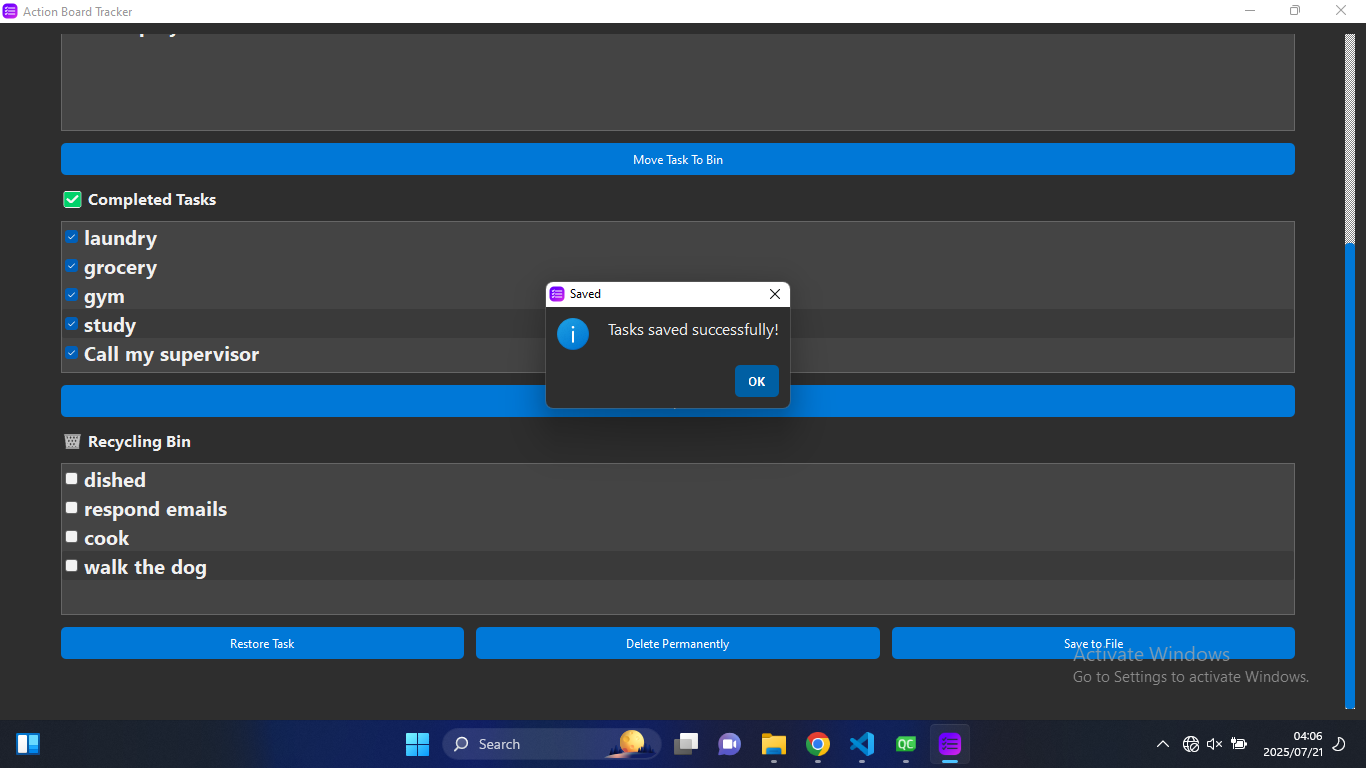 Action Board Tracker
Move Task To Bin
Completed Tasks
laundry
grocery
gym
study
Call my supervisor
Saved
Tasks saved successfully!
OK
Recycling Bin
dished
respond emails
cook
walk the dog
Restore Task
Delete Permanently
Save to File
Activate Windows
Go to Settings to activate Windows.
Search
QC
04:06
2025/07/21